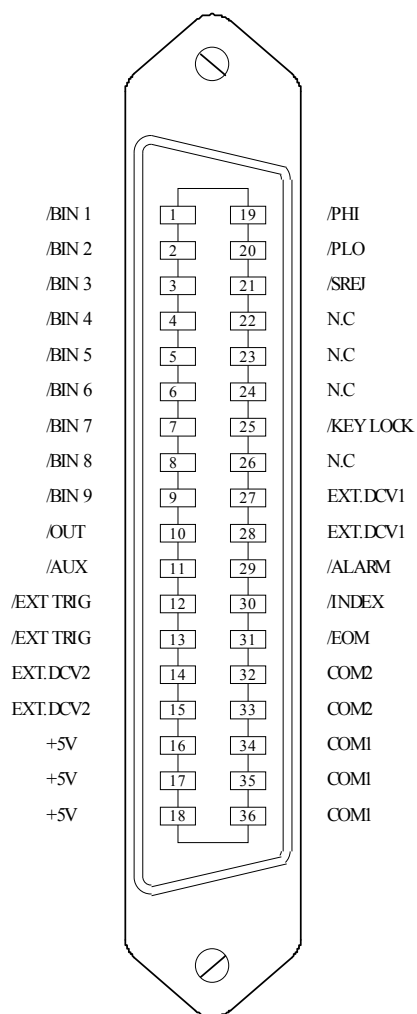 /BIN 1 1 19 /PHI
/BIN 2 2 20 /PLO
/BIN 3 3 21 /SREJ
/BIN 4 4 22 N.C
/BIN 5 5 23 N.C
/BIN 6 6 24 N.C
/BIN 7 7 25 /KEY LOCK
/BIN 8 8 26 N.C
/BIN 9 9 27 EXT.DCV1
/OUT 10 28 EXT.DCV1
/AUX 11 29 /ALARM
/EXT TRIG 12 30 /INDEX
/EXT TRIG 13 31 /EOM
EXT.DCV2 14 32 COM2
EXT.DCV2 15 33 COM2
+5V 16 34 COM1
+5V 17 35 COM1
+5V 18 36 COM1